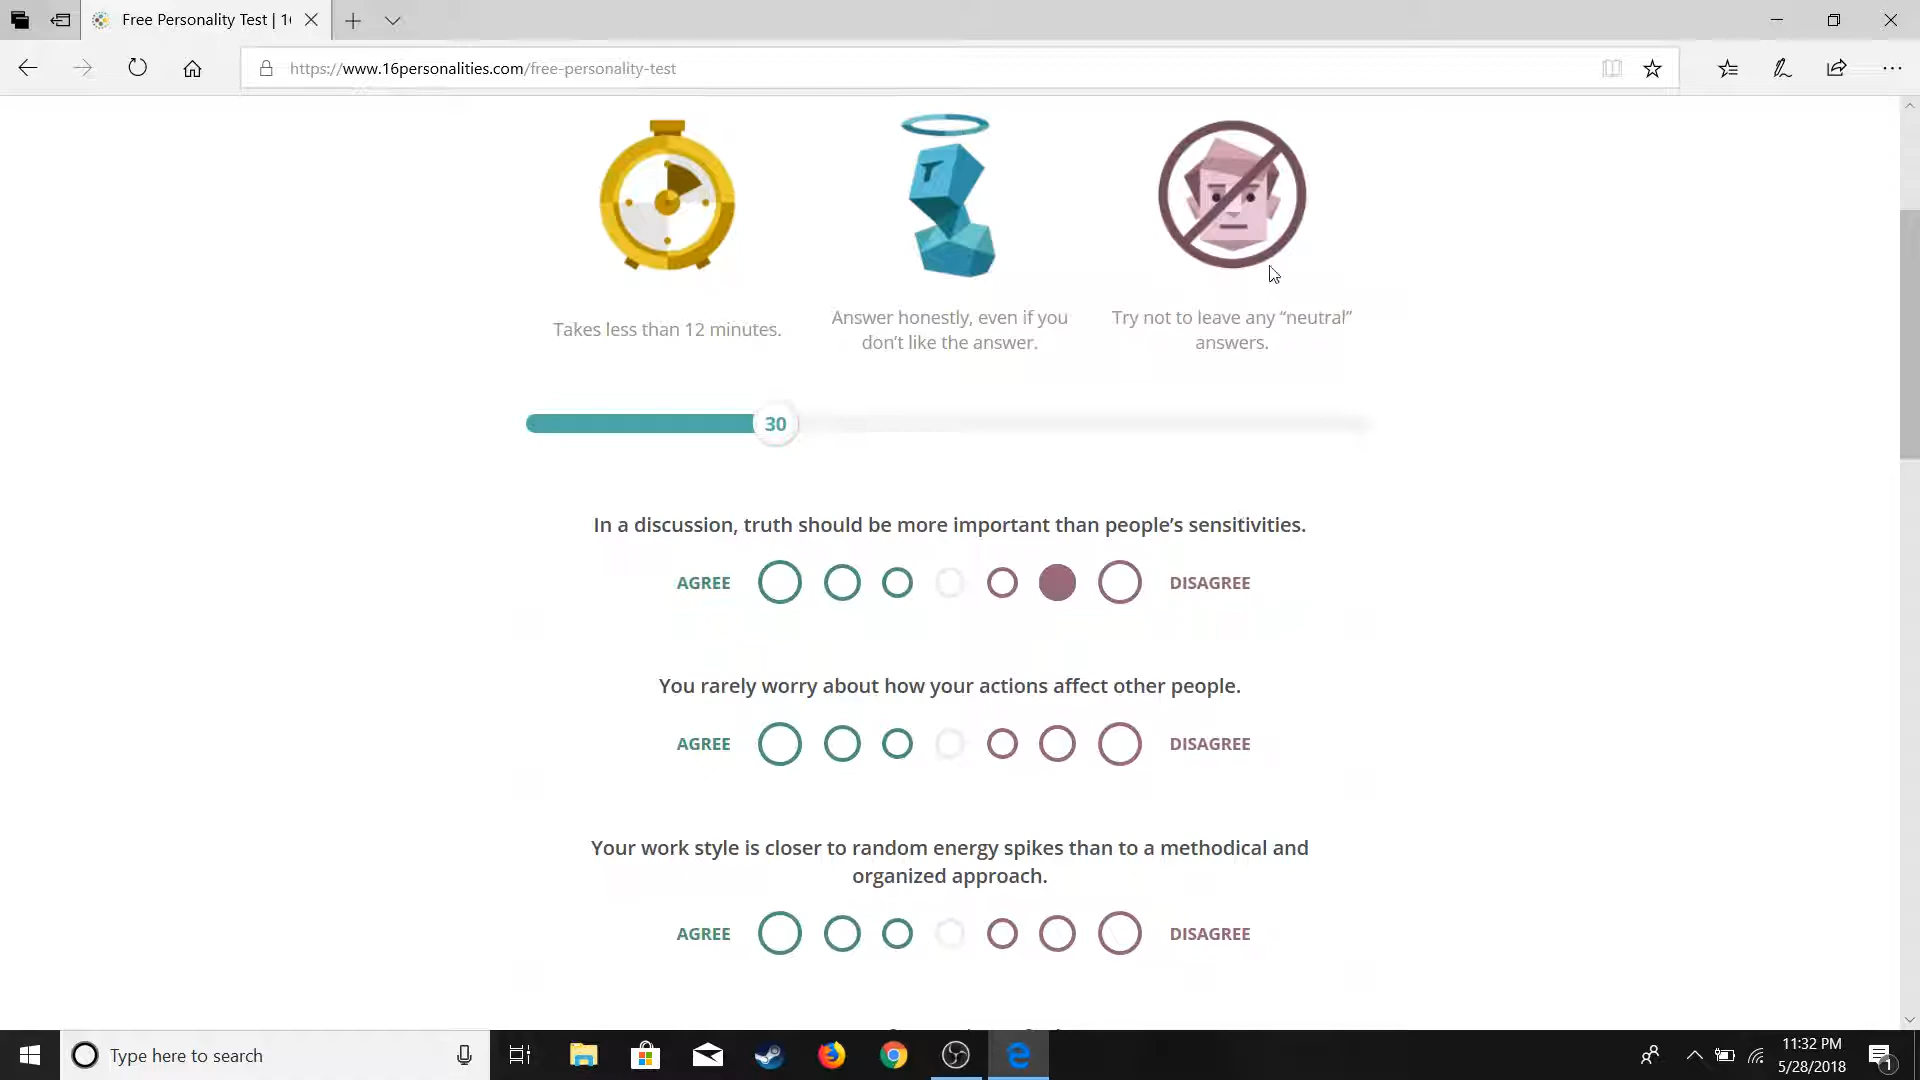 Free Personality Test | 1
https://www.16personalities.com/free-personality-test
Takes less than 12 minutes.
Answer honestly, even if you
don’t like the answer.
Try not to leave any “neutral”
answers.
30
In a discussion, truth should be more important than people’s sensitivities.
AGREE DISAGREE
You rarely worry about how your actions affect other people.
AGREE DISAGREE
Your work style is closer to random energy spikes than to a methodical and
organized approach.
AGREE DISAGREE
Type here to search
11:32 PM
5/28/2018
1